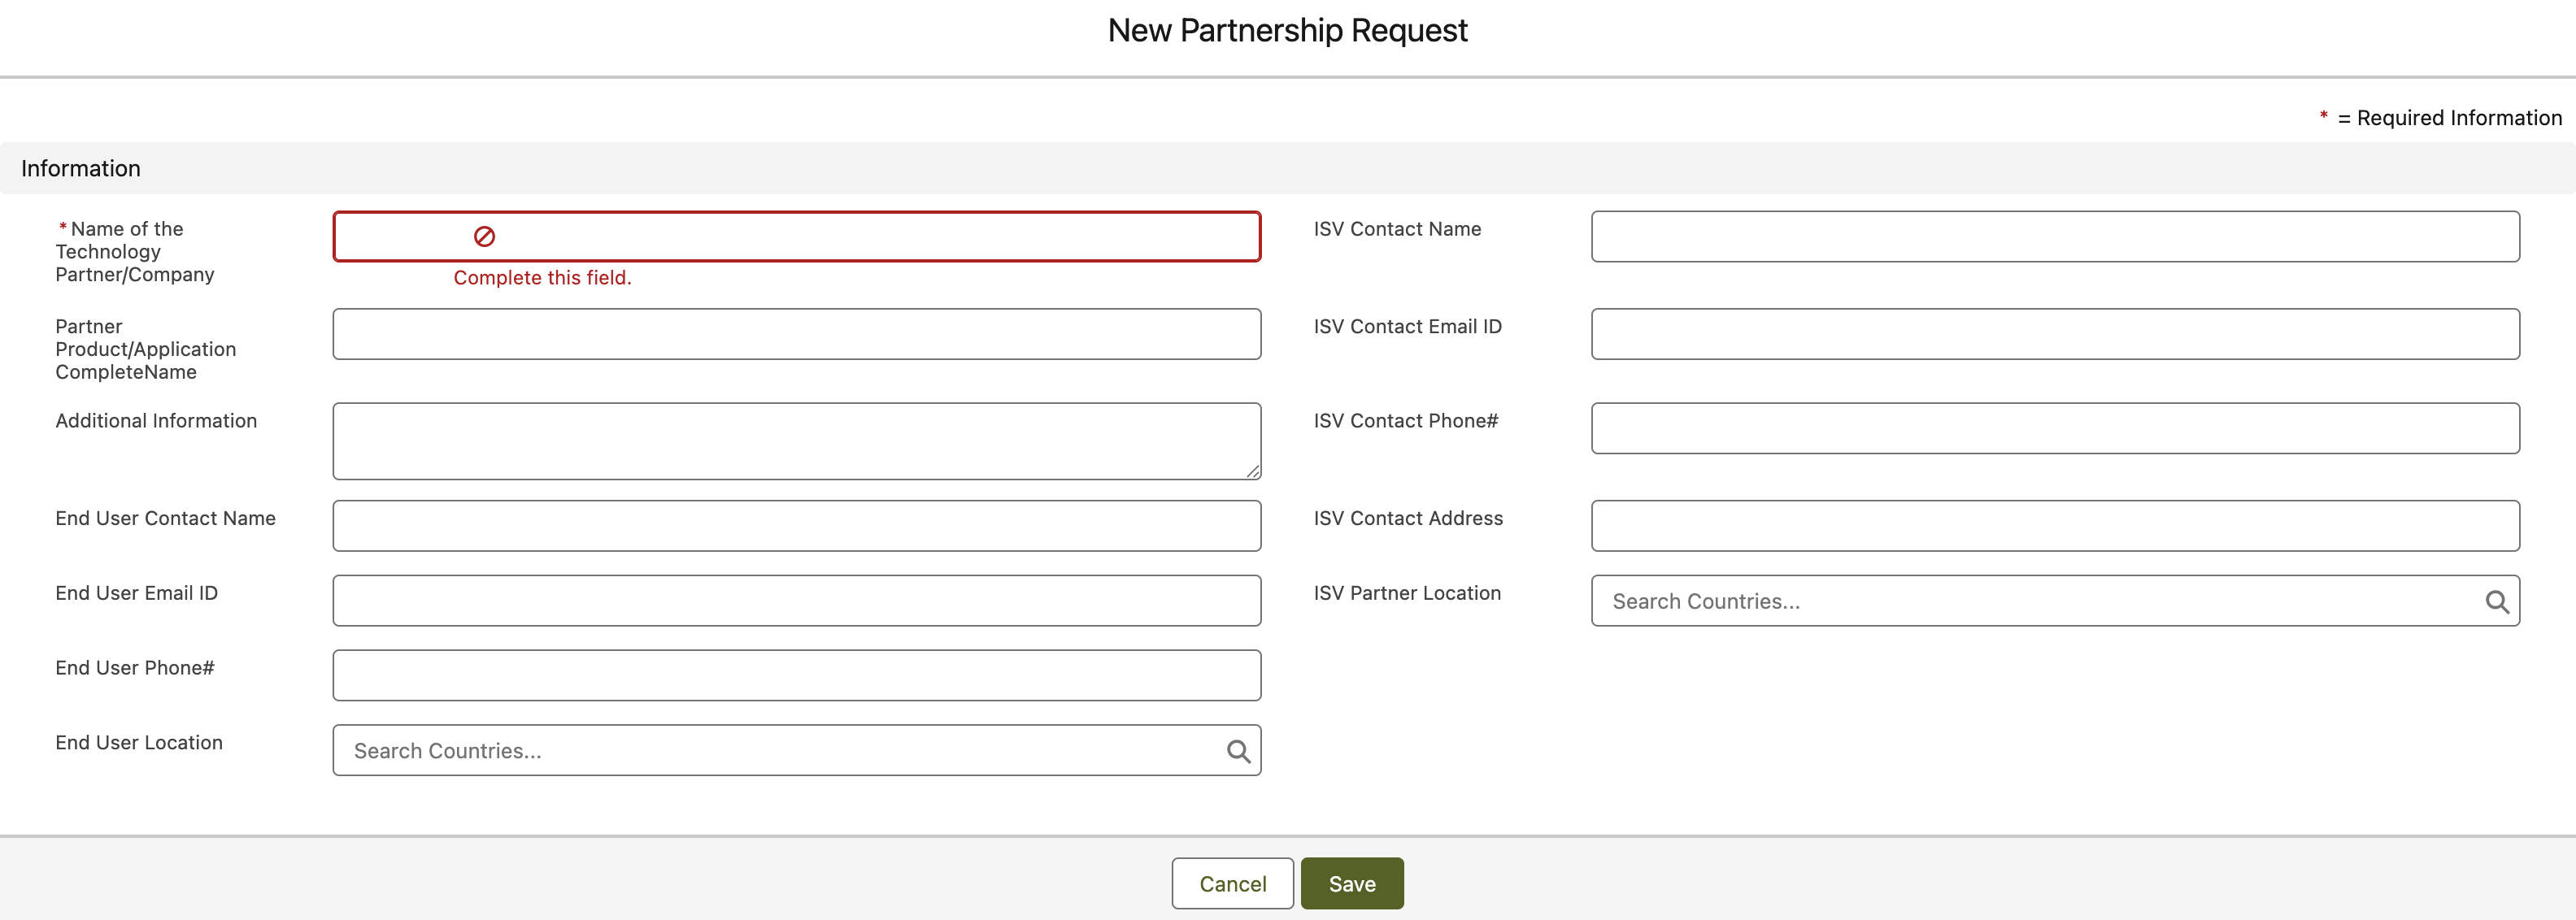 New Partnership Request
* = Required Information
Information
*Name of the
Technology
Partner/Company
Complete this field.
ISV Contact Name
Partner
Product/Application
CompleteName
ISV Contact Email ID
Additional Information
ISV Contact Phone#
End User Contact Name
ISV Contact Address
End User Email ID
ISV Partner Location
Search Countries...
End User Phone#
End User Location
Search Countries...
Cancel
Save